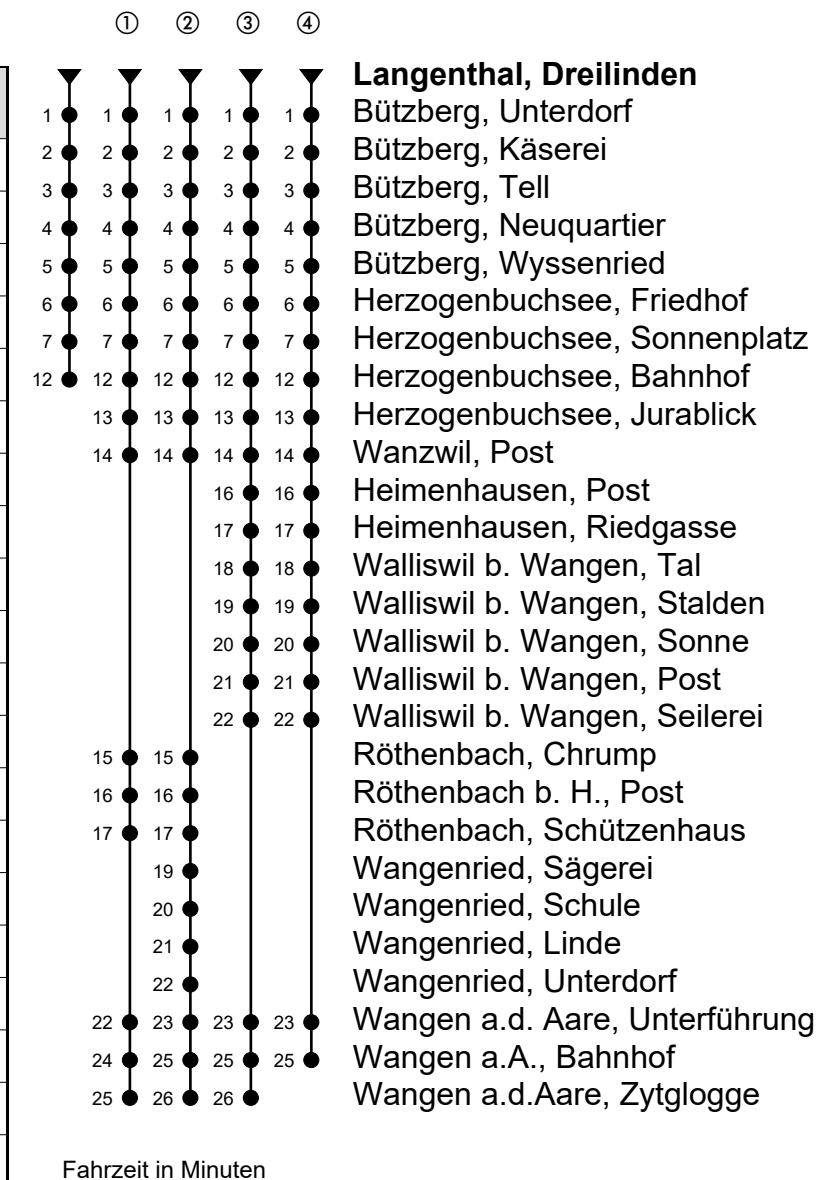 ① ② ③ ④
Langenthal, Dreilinden
1 1 1 1 1 Bützberg, Unterdorf
2 2 2 2 2 Bützberg, Käserei
3 3 3 3 3 Bützberg, Tell
4 4 4 4 4 Bützberg, Neuquartier
5 5 5 5 5 Bützberg, Wyssenried
6 6 6 6 6 Herzogenbuchsee, Friedhof
7 7 7 7 7 Herzogenbuchsee, Sonnenplatz
12 12 12 12 12 Herzogenbuchsee, Bahnhof
13 13 13 13 Herzogenbuchsee, Jurablick
14 14 14 14 Wanzwil, Post
16 16 Heimenhausen, Post
17 17 Heimenhausen, Riedgasse
18 18 Walliswil b. Wangen, Tal
19 19 Walliswil b. Wangen, Stalden
20 20 Walliswil b. Wangen, Sonne
21 21 Walliswil b. Wangen, Post
22 22 Walliswil b. Wangen, Seilerei
15 15 Röthenbach, Chrump
16 16 Röthenbach b. H., Post
17 17 Röthenbach, Schützenhaus
19 Wangenried, Sägerei
20 Wangenried, Schule
21 Wangenried, Linde
22 Wangenried, Unterdorf
22 23 23 23 Wangen a.d. Aare, Unterführung
24 25 25 25 Wangen a.A., Bahnhof
25 26 26 Wangen a.d.Aare, Zytglogge
Fahrzeit in Minuten